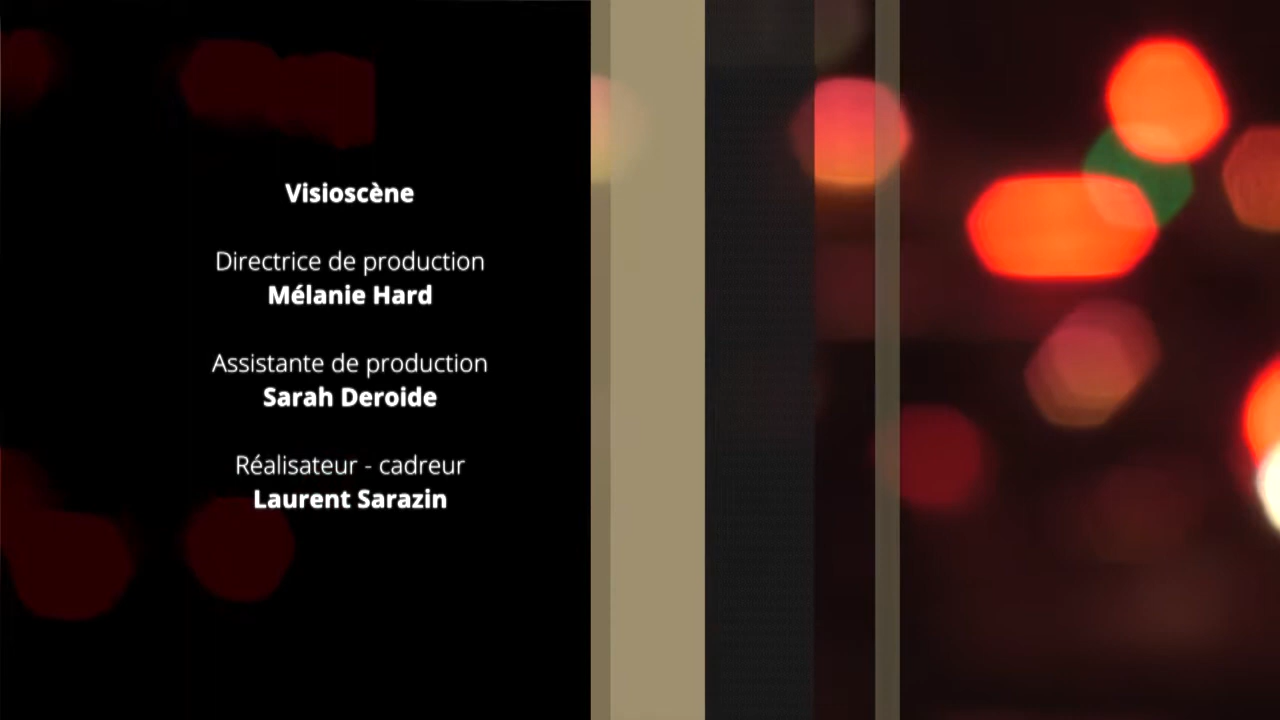 Visioscène
Directrice de production
Mélanie Hard
Assistante de production
Sarah Deroide
Réalisateur - cadreur
Laurent Sarazin